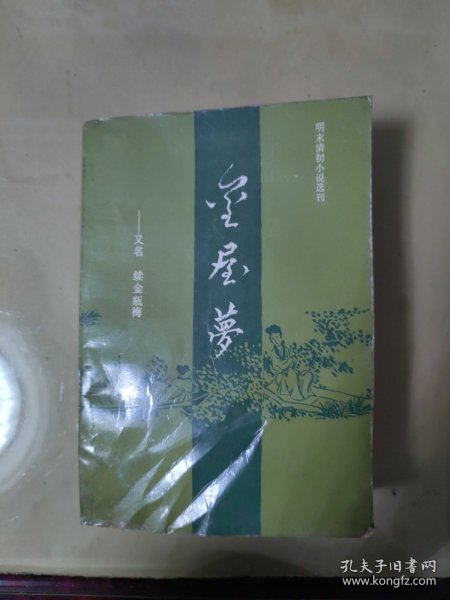 明末清初小说选刊
金屋夢
——又名 续金瓶梅
孔夫子旧书网
www.kongfz.com